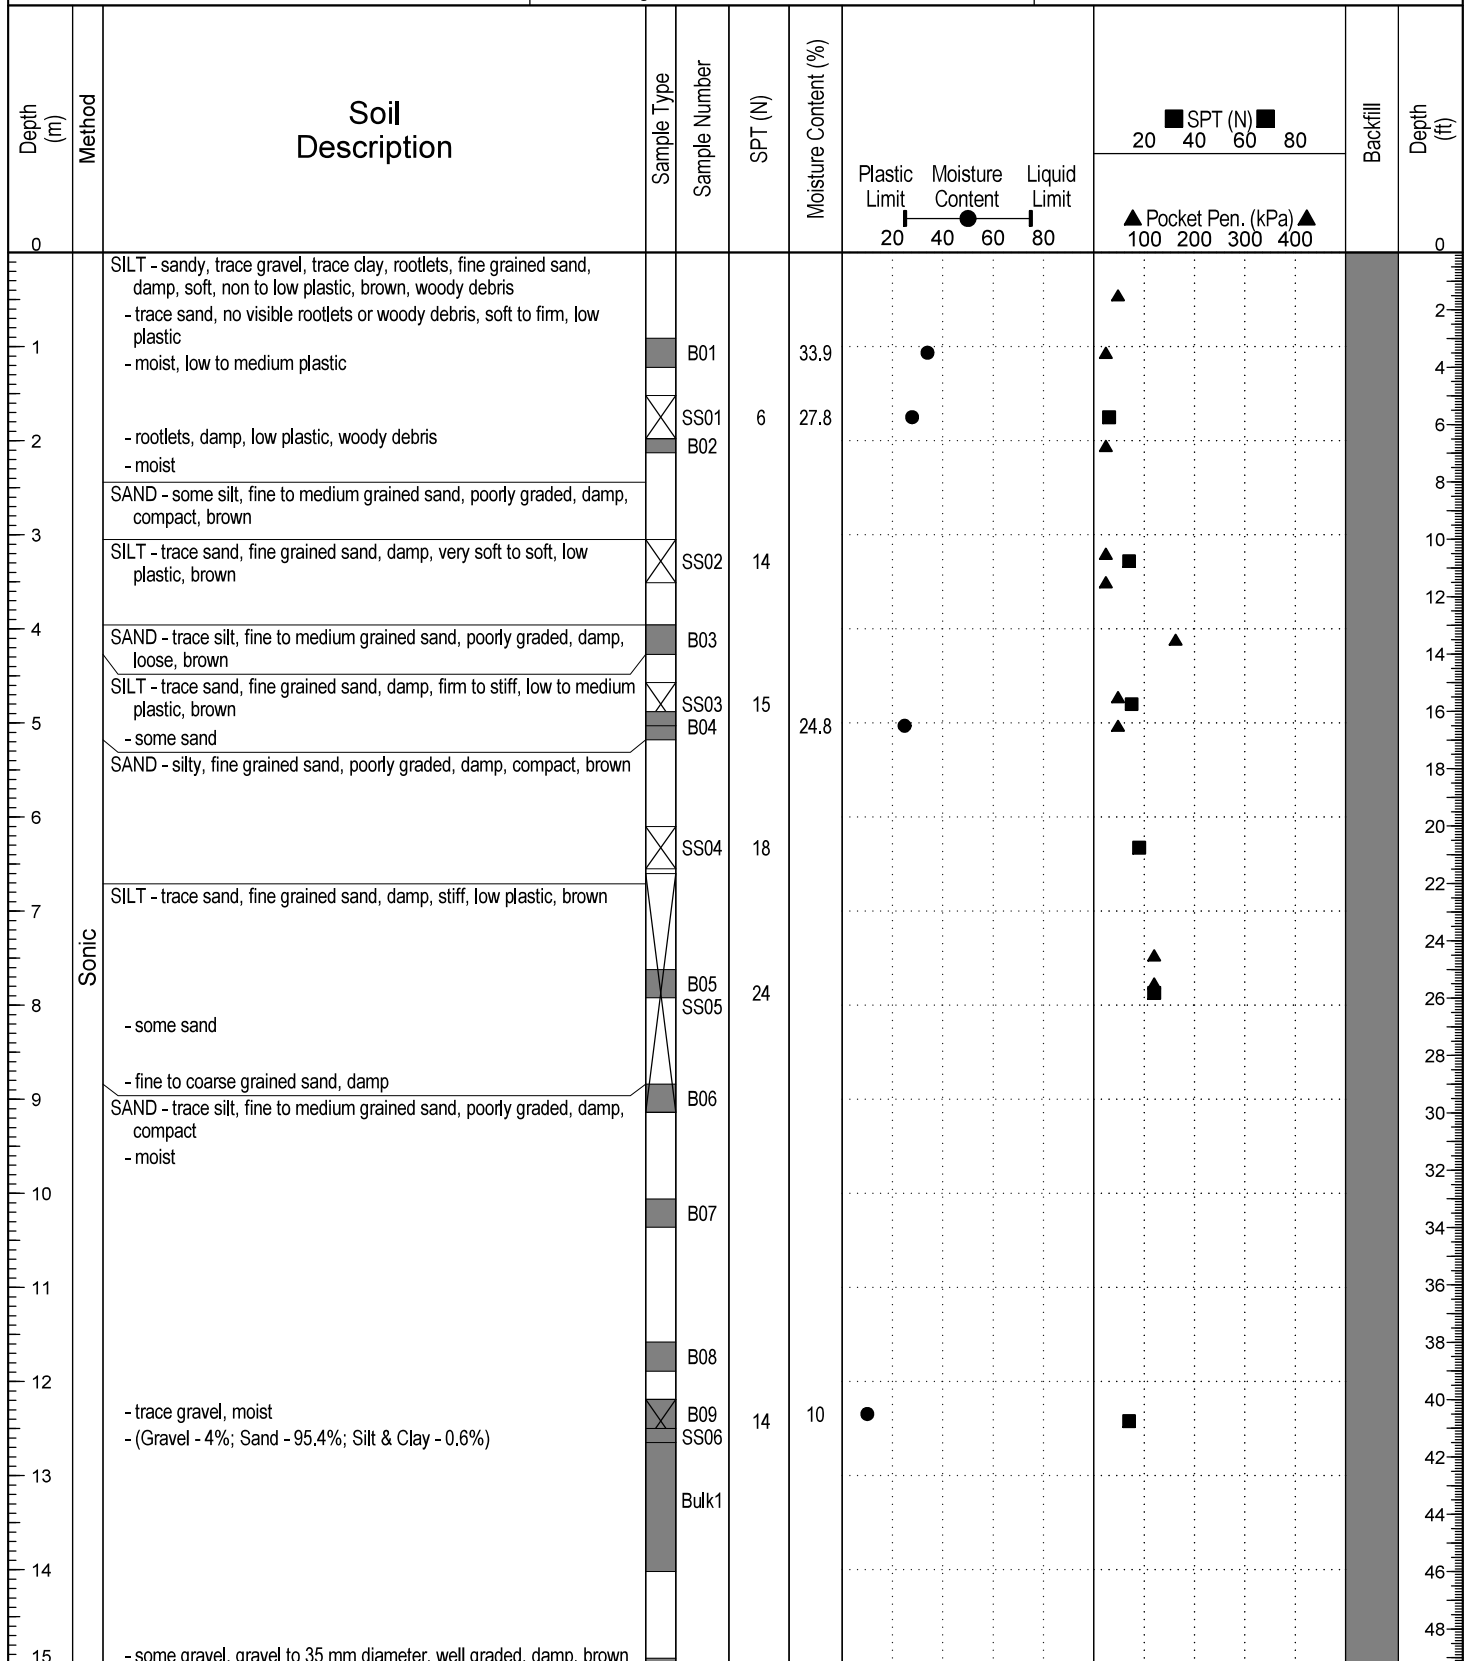 Depth
(m)
Method
Soil
Description
Sample Type
Sample Number
SPT (N)
Moisture Content (%)
Plastic
Limit
Moisture
Content
Liquid
Limit
20 40 60 80
SPT (N)
20 40 60 80
Pocket Pen. (kPa)
100 200 300 400
Backfill
Depth
(ft)
0
0
SILT - sandy, trace gravel, trace clay, rootlets, fine grained sand,
damp, soft, non to low plastic, brown, woody debris
- trace sand, no visible rootlets or woody debris, soft to firm, low
plastic
2
1
B01 33.9
- moist, low to medium plastic
4
SS01 6 27.8
6
- rootlets, damp, low plastic, woody debris
2
B02
- moist
8
SAND - some silt, fine to medium grained sand, poorly graded, damp,
compact, brown
3
10
SILT - trace sand, fine grained sand, damp, very soft to soft, low
plastic, brown
SS02 14
12
4
SAND - trace silt, fine to medium grained sand, poorly graded, damp,
loose, brown
B03
14
SILT - trace sand, fine grained sand, damp, firm to stiff, low to medium
plastic, brown
SS03 15
16
5
B04 24.8
- some sand
SAND - silty, fine grained sand, poorly graded, damp, compact, brown
18
6
20
SS04 18
22
SILT - trace sand, fine grained sand, damp, stiff, low plastic, brown
7
24
Sonic
B05
24
SS05
26
8
- some sand
28
- fine to coarse grained sand, damp
9
B06
SAND - trace silt, fine to medium grained sand, poorly graded, damp,
compact
30
- moist
32
10
B07
34
11
36
38
B08
12
40
- trace gravel, moist
B09
14 10
- (Gravel - 4%; Sand - 95.4%; Silt & Clay - 0.6%)
SS06
42
13
Bulk1
44
14
46
48
15
- some gravel, gravel to 35 mm diameter, well graded, damp, brown